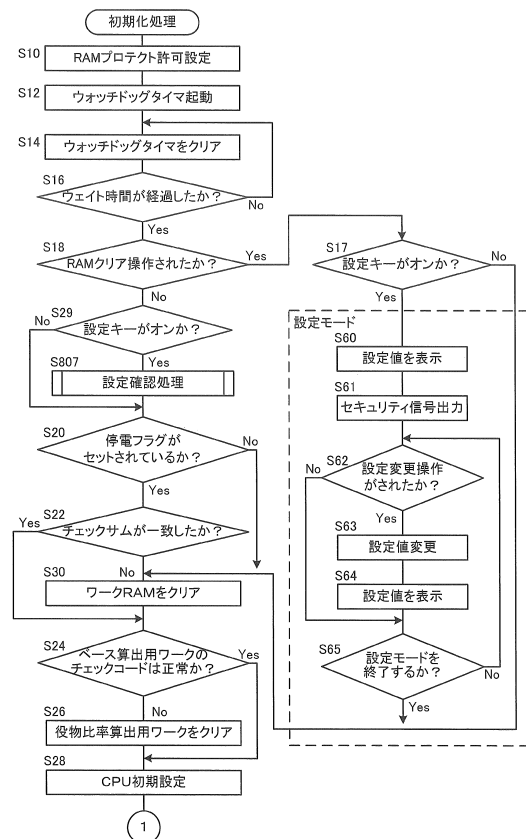 初期化処理
S10
RAMプロテクト許可設定
S12
ウォッチドッグタイマ起動
S14
ウォッチドッグタイマをクリア
S16
ウェイト時間が経過したか？
No
Yes
S18
RAMクリア操作されたか？
Yes
No
S29
設定キーがオンか？
No
Yes
S807
設定確認処理
S20
停電フラグが
セットされているか？
No
Yes
S22
チェックサムが一致したか？
Yes
No
S30
ワークRAMをクリア
S24
ベース算出用ワークの
チェックコードは正常か？
Yes
No
S26
役物比率算出用ワークをクリア
S28
CPU初期設定
1
S17
設定キーがオンか？
No
Yes
設定モード
S60
設定値を表示
S61
セキュリティ信号出力
S62
設定変更操作
がされたか？
No
Yes
S63
設定値変更
S64
設定値を表示
S65
設定モードを
終了するか？
No
Yes